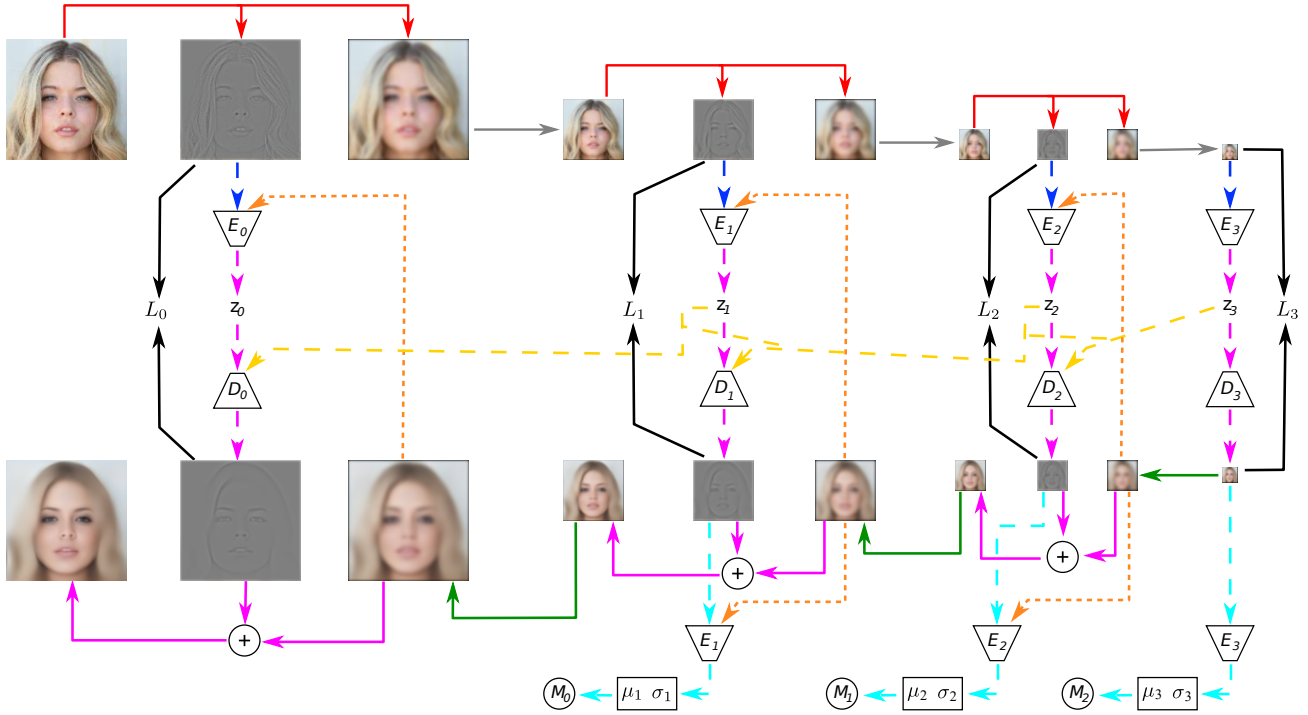 E₀ E₁ E₂ E₃
L₀ z₀ L₁ z₁ L₂ z₂ z₃ L₃
D₀ D₁ D₂ D₃
+
+
+
E₁ E₂ E₃
M₀ μ₁ σ₁ M₁ μ₂ σ₂ M₂ μ₃ σ₃